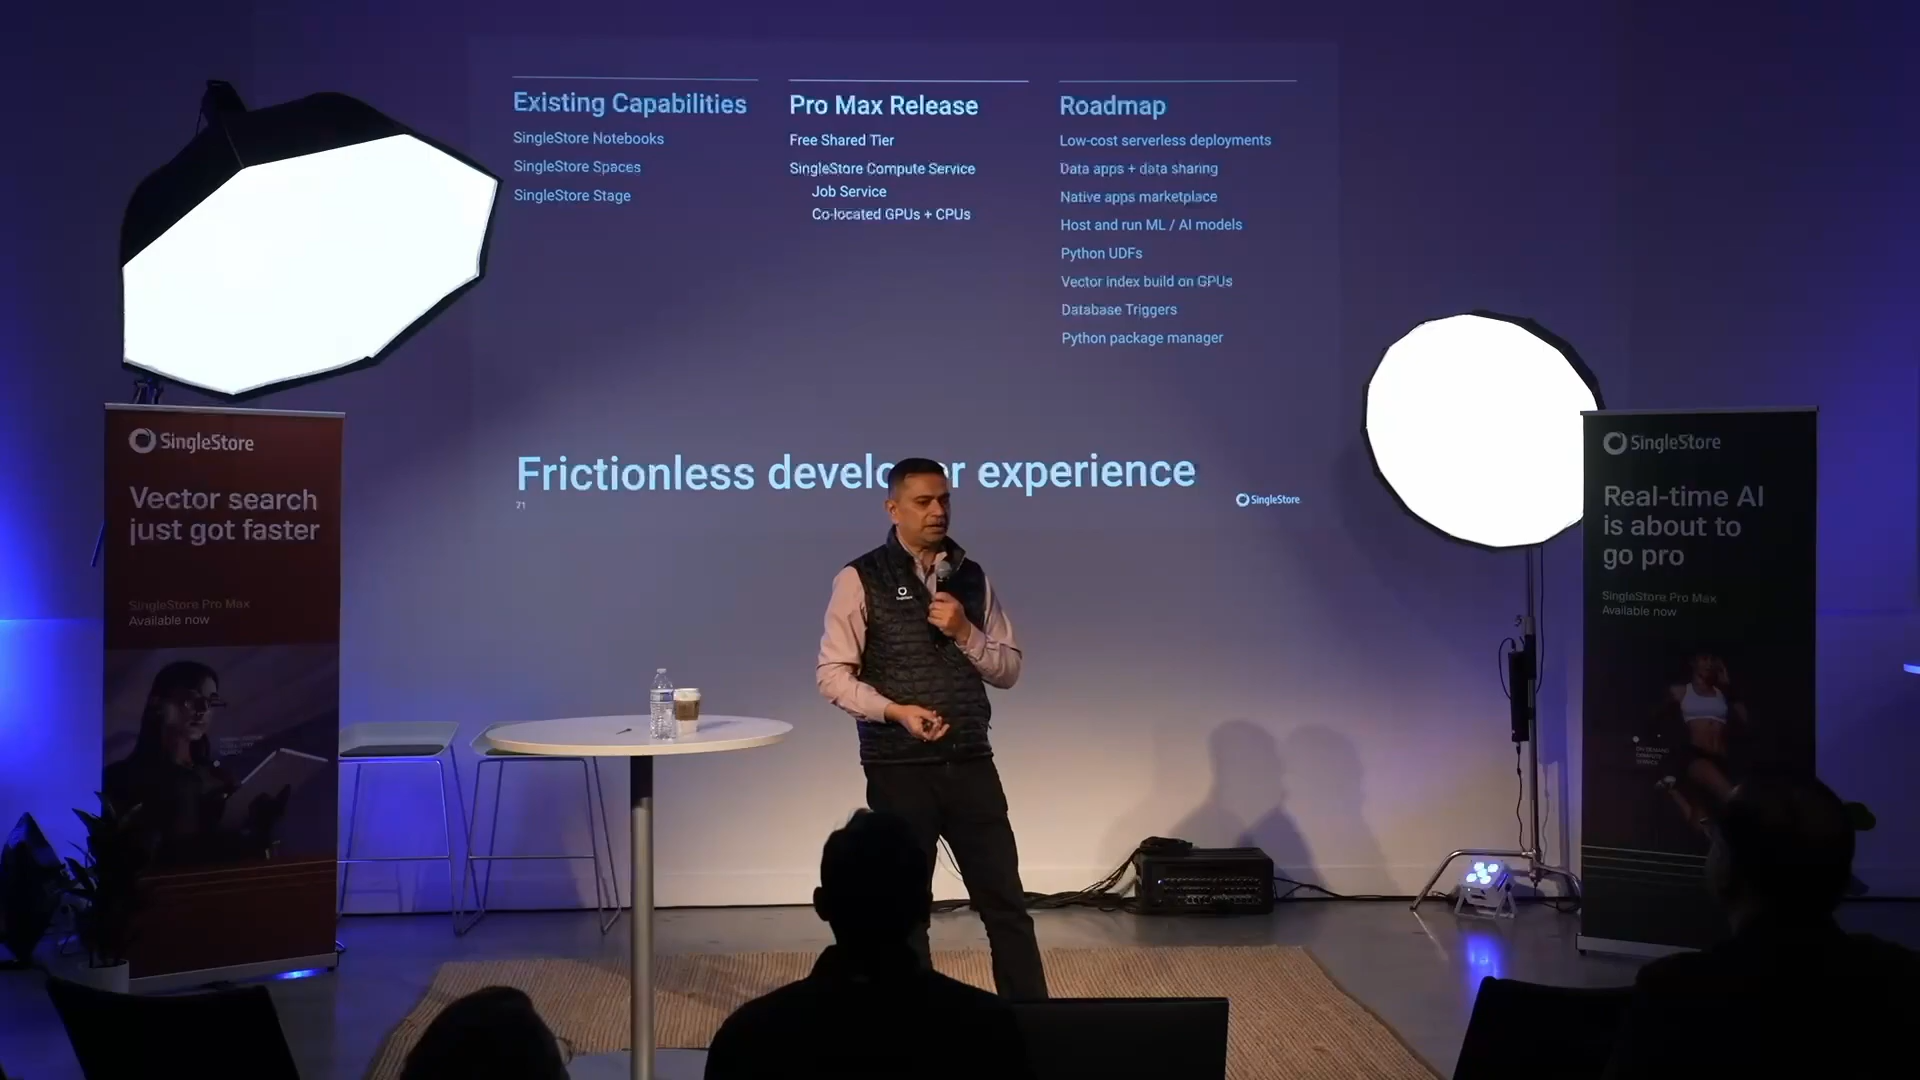 Existing Capabilities
SingleStore Notebooks
SingleStore Spaces
SingleStore Stage
Pro Max Release
Free Shared Tier
SingleStore Compute Service
Job Service
Co-located GPUs + CPUs
Roadmap
Low-cost serverless deployments
Data apps + data sharing
Native apps marketplace
Host and run ML / AI models
Python UDFs
Vector index build on GPUs
Database Triggers
Python package manager
Frictionless develo r experience
71
SingleStore
SingleStore
Vector search
just got faster
SingleStore Pro Max
Available now
SingleStore
Real-time AI
is about to
go pro
SingleStore Pro Max
Available now